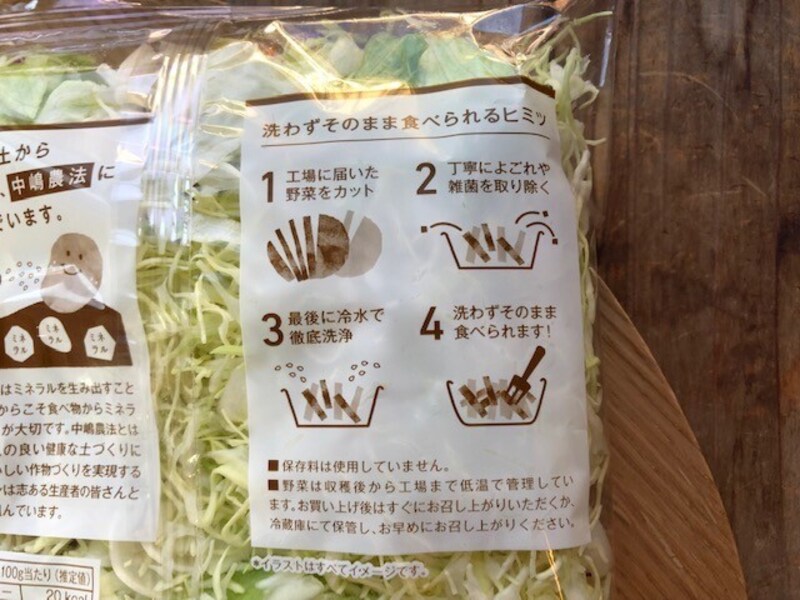 土から
、中嶋農法に
でいます。
ミネラル
ミネラル
ミネラル
はミネラルを生み出すこと
からこそ食べ物からミネラ
が大切です。中嶋農法とは
スの良い健康な土づくりに
いしい作物づくりを実現する
は志ある生産者の皆さんと
組んでいます。
100g当たり(推定値)
20kcal
洗わずそのまま食べられるヒミツ
1 工場に届いた
野菜をカット
2 丁寧によごれや
雑菌を取り除く
3 最後に冷水で
徹底洗浄
4 洗わずそのまま
食べられます!
■保存料は使用していません。
■野菜は収穫後から工場まで低温で管理してい
ます。お買い上げ後はすぐにお召し上がりいただくか、
冷蔵庫にて保管し、お早めにお召し上がりください。
*イラストはすべてイメージです。